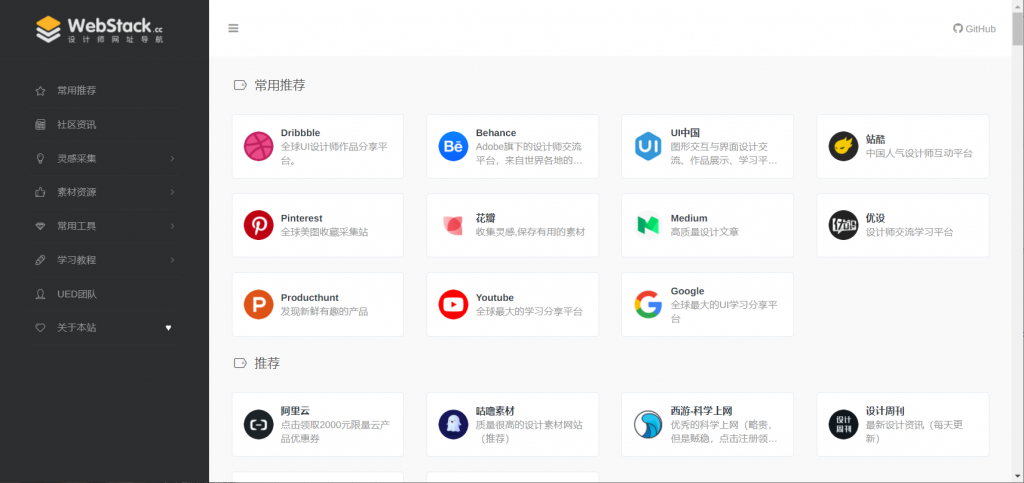 WebStack.cc
设计师网址导航
GitHub
常用推荐
社区资讯
灵感采集
素材资源
常用工具
学习教程
UED团队
关于本站
常用推荐
Dribbble
全球UI设计师作品分享平
台。
Behance
Adobe旗下的设计师交流
平台，来自世界各地的...
UI中国
图形交互与界面设计交
流、作品展示、学习平...
站酷
中国人气设计师互动平台
Pinterest
全球美图收藏采集站
花瓣
收集灵感,保存有用的素材
Medium
高质量设计文章
优设
设计师交流学习平台
Producthunt
发现新鲜有趣的产品
Youtube
全球最大的学习分享平台
Google
全球最大的UI学习分享平
台
推荐
阿里云
点击领取2000元限量云产
品优惠券
咕噜素材
质量很高的设计素材网站
（推荐）
西游-科学上网
优秀的科学上网（略贵，
但是贼稳，点击注册领...
设计
周刊
设计周刊
最新设计资讯（每天更
新）